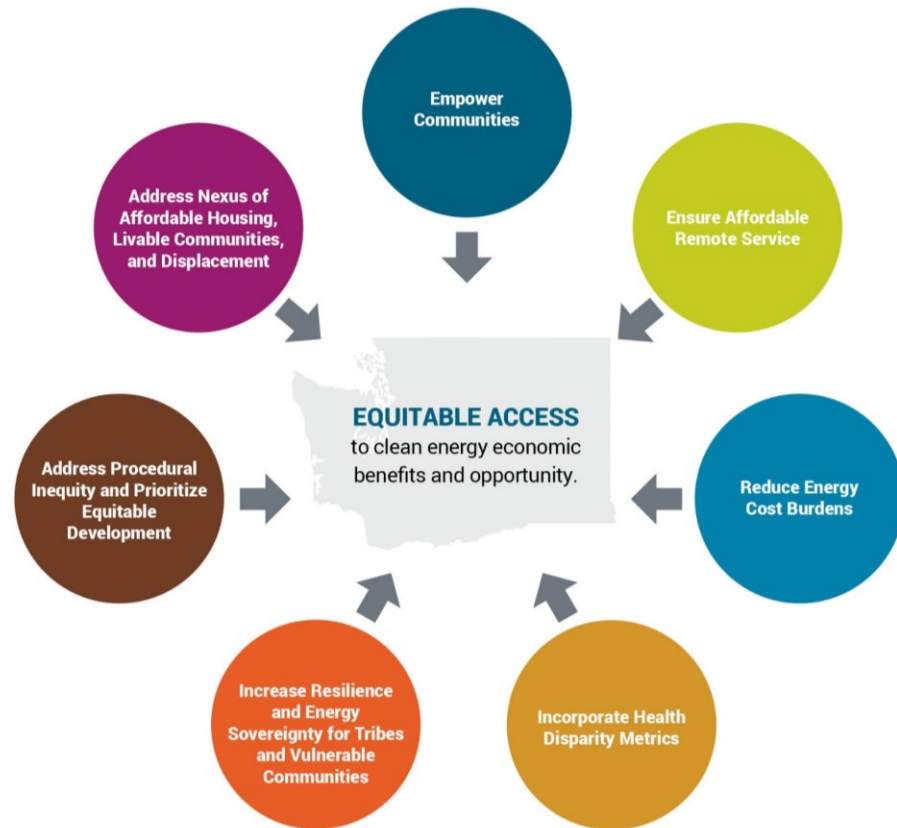 Empower
Communities
Ensure Affordable
Remote Service
Reduce Energy
Cost Burdens
Incorporate Health
Disparity Metrics
Increase Resilience
and Energy
Sovereignty for Tribes
and Vulnerable
Communities
Address Procedural
Inequity and Prioritize
Equitable
Development
Address Nexus of
Affordable Housing,
Livable Communities,
and Displacement
EQUITABLE ACCESS
to clean energy economic
benefits and opportunity.